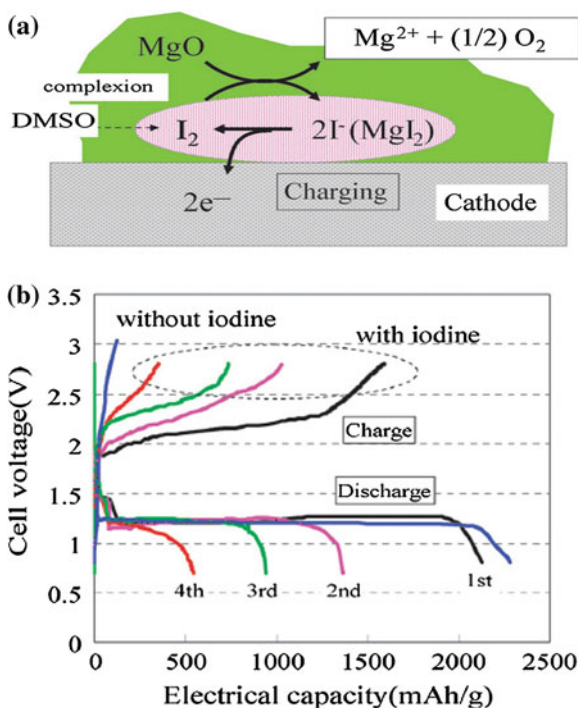 (a)
MgO
Mg²⁺ + (1/2) O₂
complexion
DMSO
I₂
2I⁻(MgI₂)
2e⁻
Charging
Cathode
(b)
3.5
3
2.5
2
1.5
1
0.5
0
Cell voltage(V)
without iodine
with iodine
Charge
Discharge
4th
3rd
2nd
1st
0
500
1000
1500
2000
2500
Electrical capacity(mAh/g)